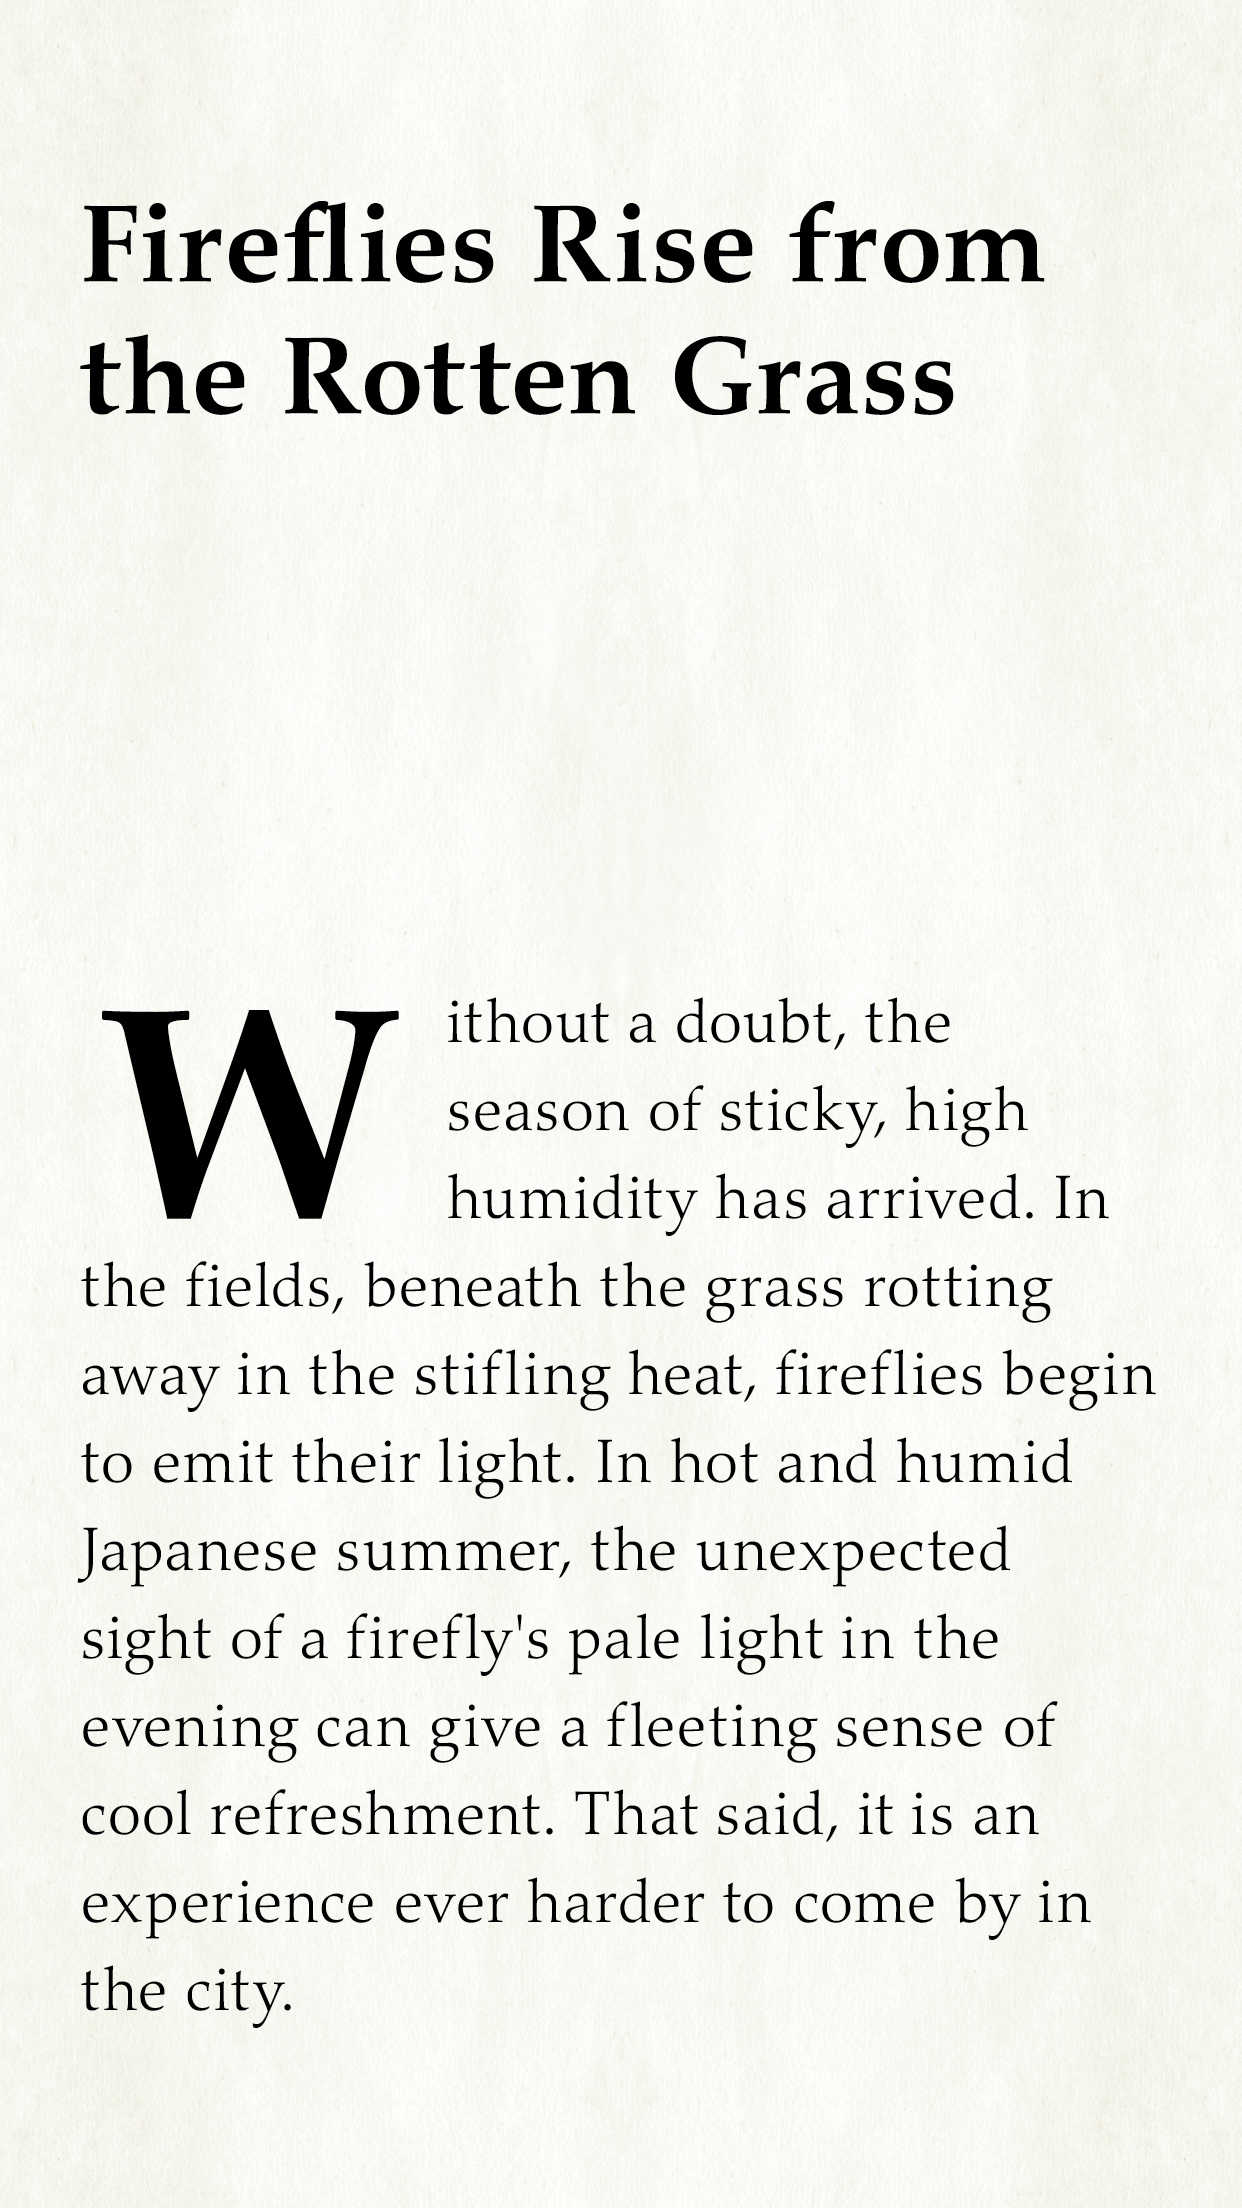 Fireflies Rise from
the Rotten Grass
Without a doubt, the
season of sticky, high
humidity has arrived. In
the fields, beneath the grass rotting
away in the stifling heat, fireflies begin
to emit their light. In hot and humid
Japanese summer, the unexpected
sight of a firefly's pale light in the
evening can give a fleeting sense of
cool refreshment. That said, it is an
experience ever harder to come by in
the city.